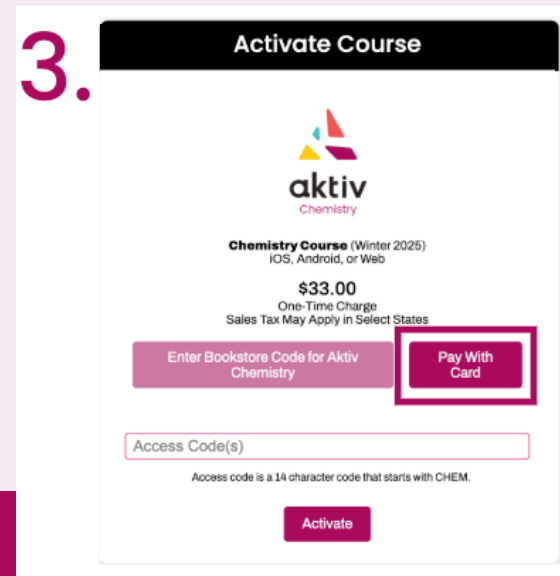 3.
Activate Course
aktiv
Chemistry
Chemistry Course (Winter 2025)
iOS, Android, or Web
$33.00
One-Time Charge
Sales Tax May Apply in Select States
Enter Bookstore Code for Aktiv
Chemistry
Pay With
Card
Access Code(s)
Access code is a 14 character code that starts with CHEM.
Activate